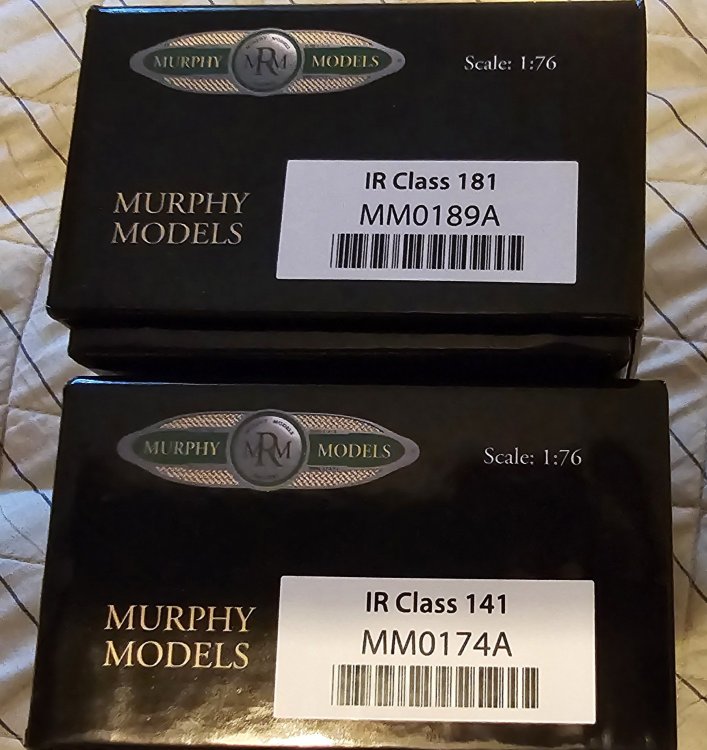 MURPHY MRM MODELS
Scale: 1:76
IR Class 181
MM0189A
MURPHY
MODELS
MURPHY MRM MODELS
Scale: 1:76
IR Class 141
MM0174A
MURPHY
MODELS